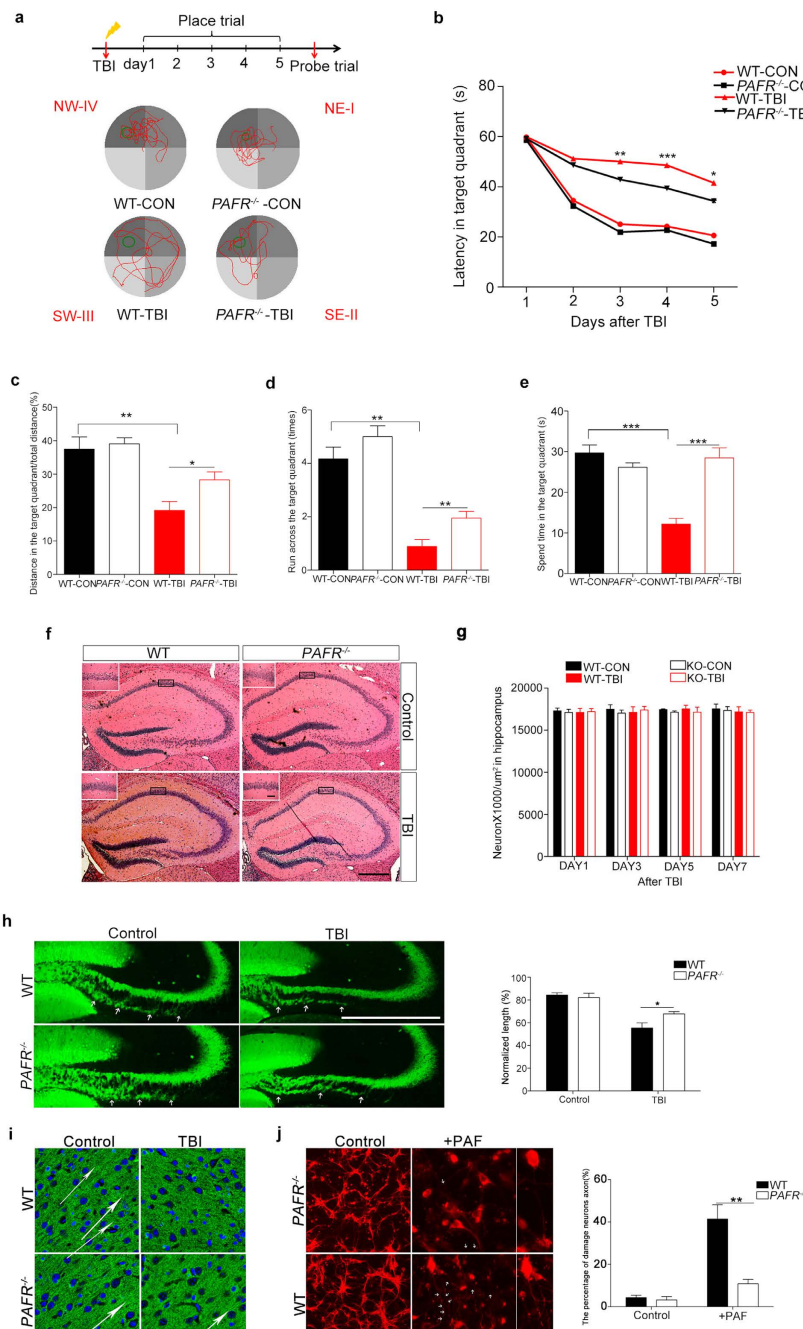 a
Place trial
TBI day1 2 3 4 5 Probe trial
NW-IV NE-I
WT-CON PAFR-/- -CON
SW-III WT-TBI PAFR-/- -TBI SE-II
b
Latency in target quadrant (s)
80
60
40
20
0
1 2 3 4 5
Days after TBI
** *** *
WT-CON
PAFR-/--CO
WT-TBI
PAFR-/--TB
c
Distance in the target quadrant/total distance(%)
60
50
40
30
20
10
0
**
*
WT-CON PAFR-/--CON WT-TBI PAFR-/--TBI
d
Run across the target quadrant (times)
6
4
2
0
**
**
WT-CON PAFR-/--CON WT-TBI PAFR-/--TBI
e
Spend time in the target quadrant (s)
40
30
20
10
0
***
***
WT-CON PAFR-/--CON WT-TBI PAFR-/--TBI
f
WT PAFR-/-
Control
TBI
g
WT-CON KO-CON
WT-TBI KO-TBI
NeuronX1000/um2 in hippocampus
20000
15000
10000
5000
0
DAY1 DAY3 DAY5 DAY7
After TBI
h
Control TBI
WT
PAFR-/-
Normalized length (%)
100
80
60
40
20
0
*
Control TBI
WT
PAFR-/-
i
Control TBI
WT
PAFR-/-
j
Control +PAF
PAFR-/-
WT
The percentage of damage neurons axon(%)
60
40
20
0
**
Control +PAF
WT
PAFR-/-